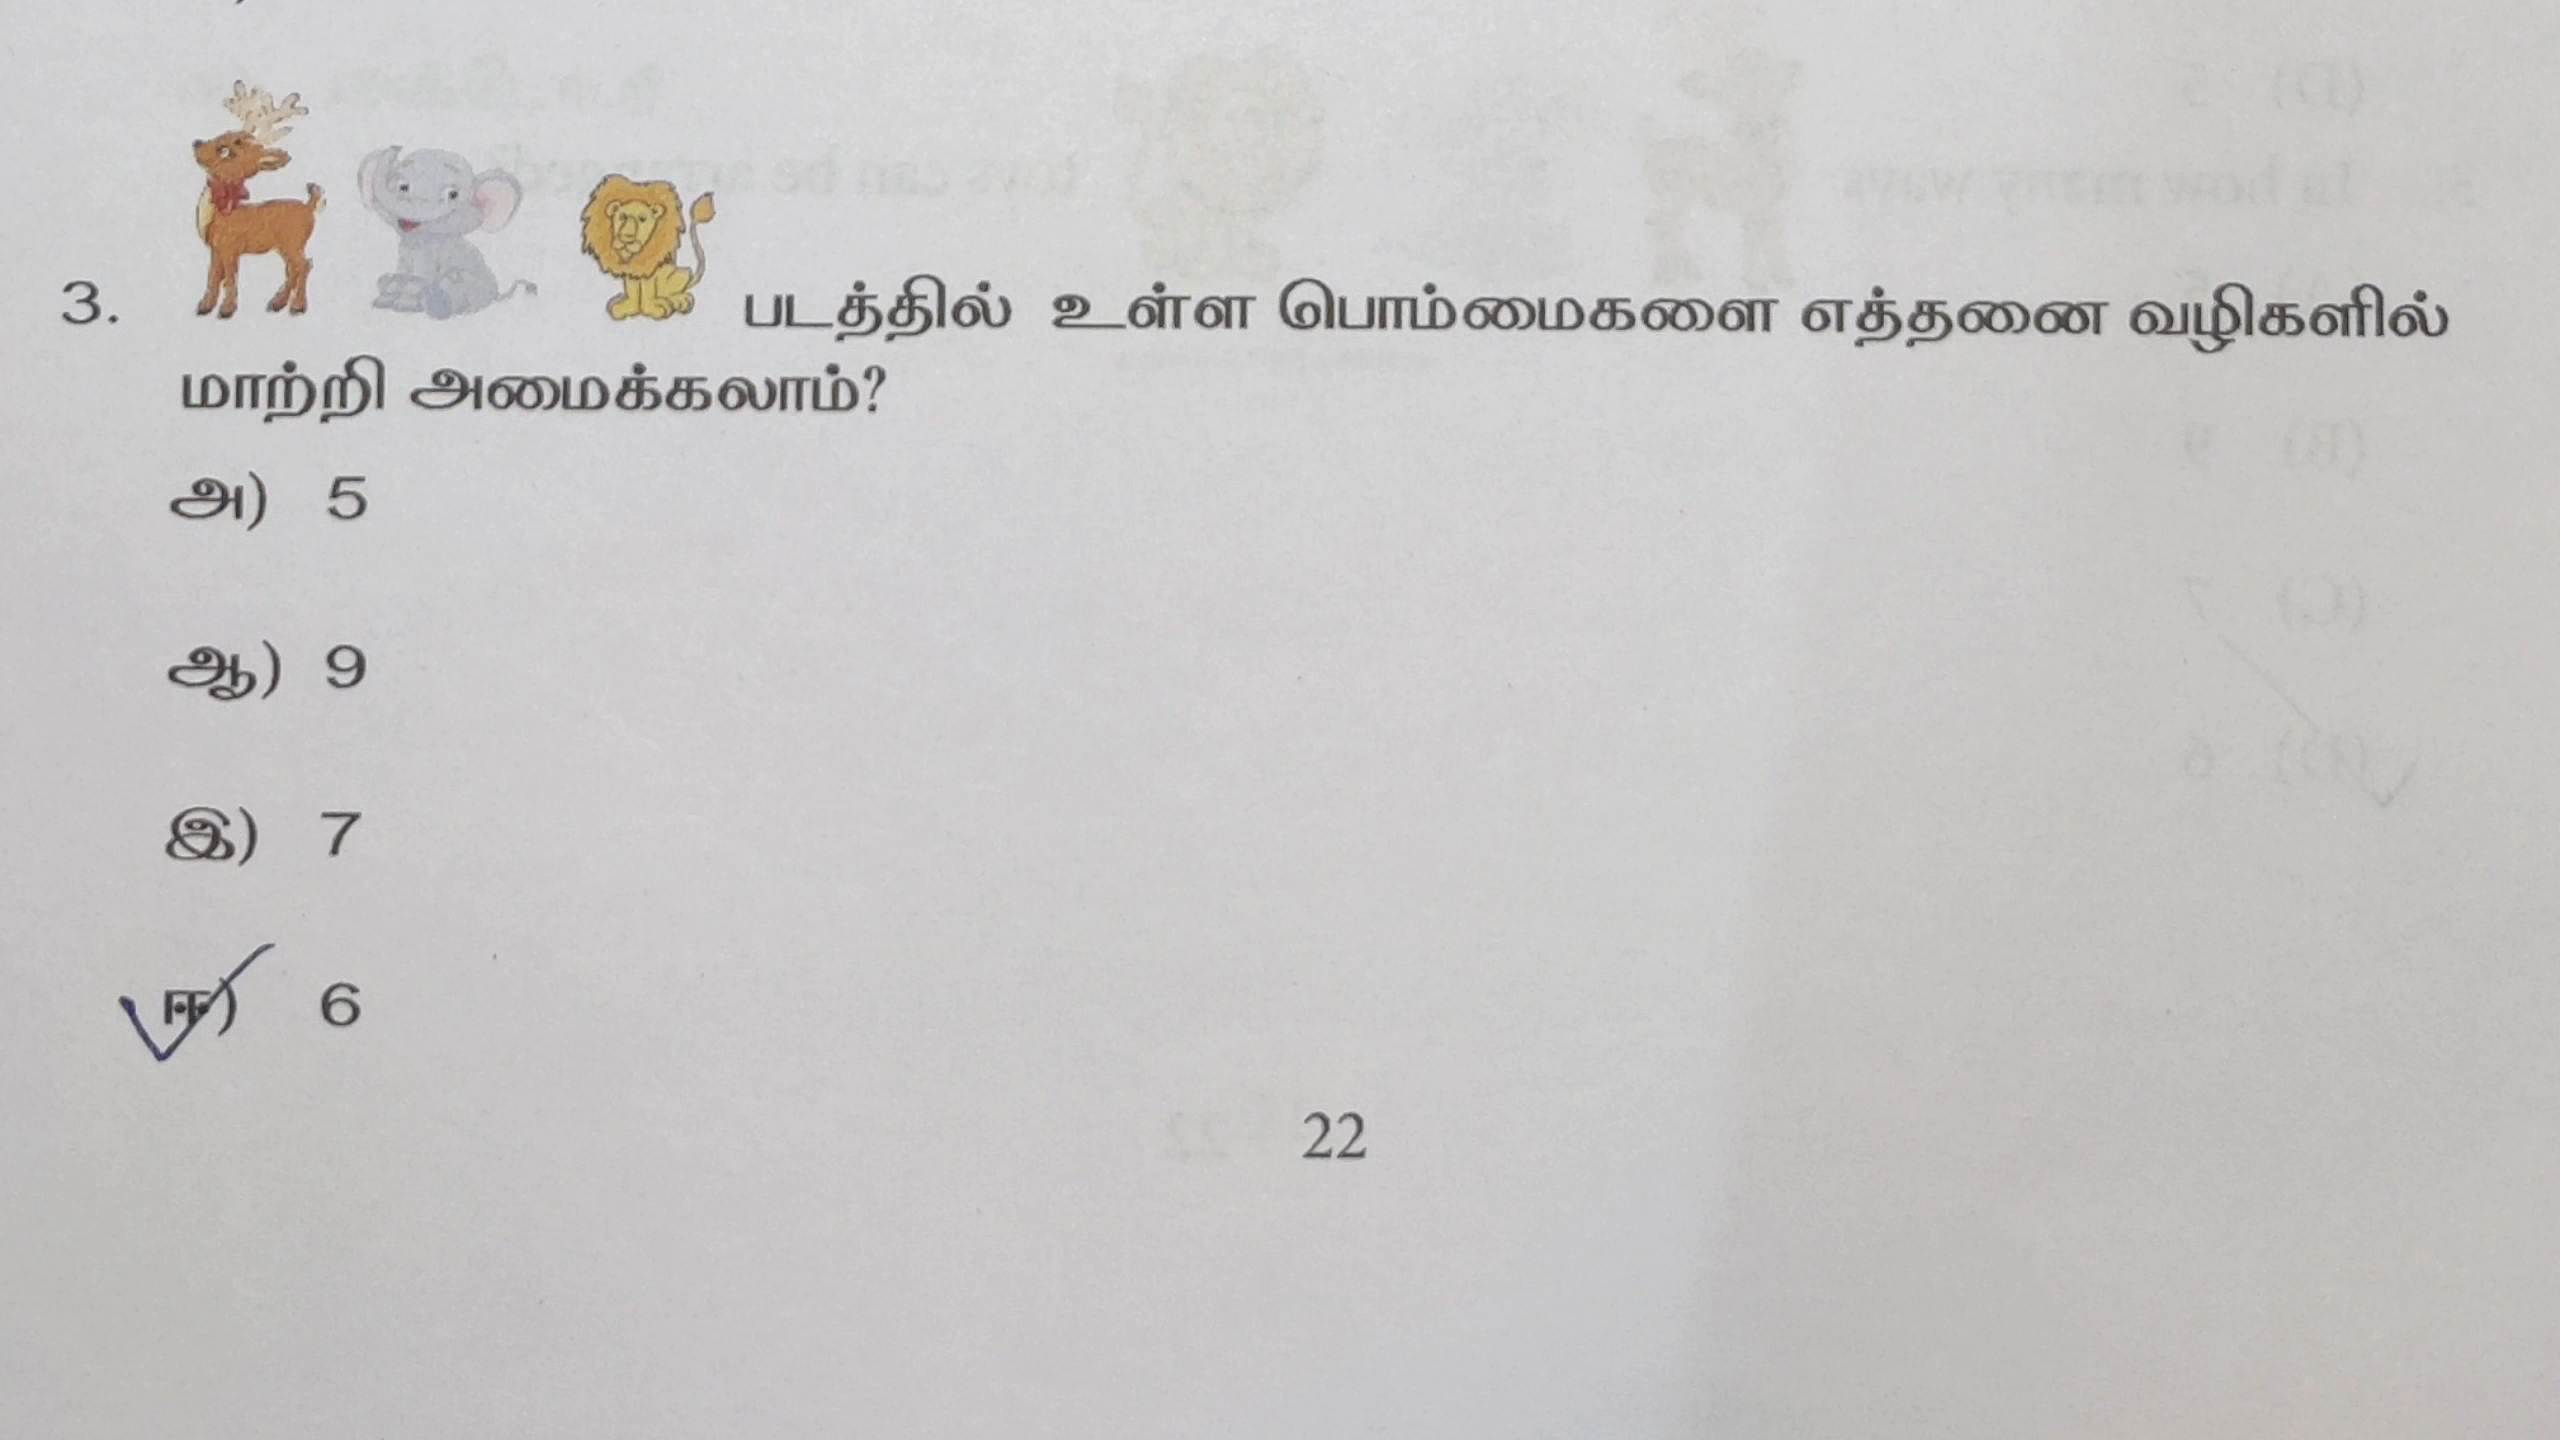 3. படத்தில் உள்ள பொம்மைகளை எத்தனை வழிகளில்
மாற்றி அமைக்கலாம்?
அ) 5
ஆ) 9
இ) 7
ஈ) 6
22